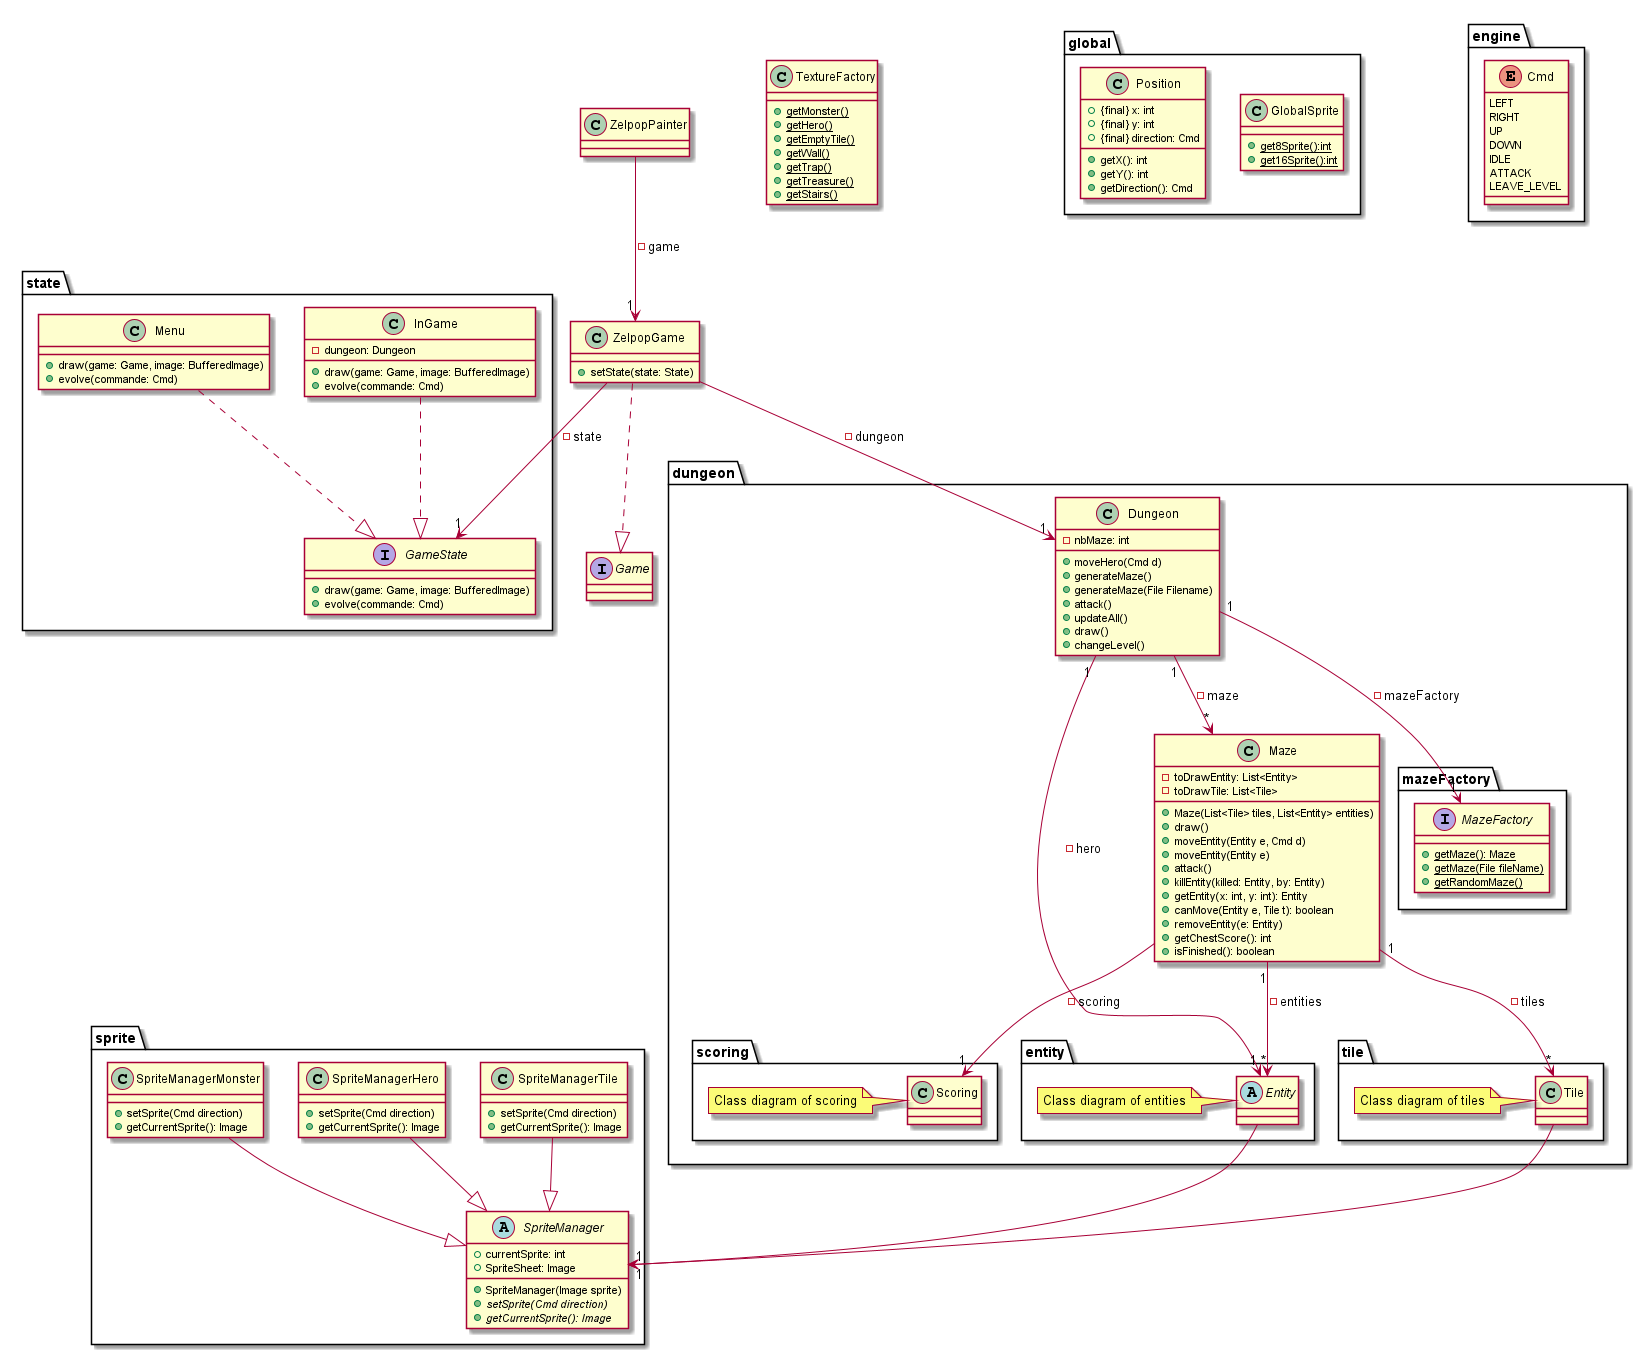 engine
E Cmd
LEFT
RIGHT
UP
DOWN
IDLE
ATTACK
LEAVE_LEVEL
global
C Position
{final} x: int
{final} y: int
{final} direction: Cmd
getX(): int
getY(): int
getDirection(): Cmd
C GlobalSprite
get8Sprite():int
get16Sprite():int
C TextureFactory
getMonster()
getHero()
getEmptyTile()
getWall()
getTrap()
getTreasure()
getStairs()
C ZelpopPainter
game
1
state
C Menu
draw(game: Game, image: BufferedImage)
evolve(commande: Cmd)
C InGame
dungeon: Dungeon
draw(game: Game, image: BufferedImage)
evolve(commande: Cmd)
C ZelpopGame
setState(state: State)
state
1
dungeon
1
I GameState
draw(game: Game, image: BufferedImage)
evolve(commande: Cmd)
I Game
dungeon
C Dungeon
nbMaze: int
moveHero(Cmd d)
generateMaze()
generateMaze(File Filename)
attack()
updateAll()
draw()
changeLevel()
1
1
1
maze
*
mazeFactory
1
hero
1
C Maze
toDrawEntity: List<Entity>
toDrawTile: List<Tile>
Maze(List<Tile> tiles, List<Entity> entities)
draw()
moveEntity(Entity e, Cmd d)
moveEntity(Entity e)
attack()
killEntity(killed: Entity, by: Entity)
getEntity(x: int, y: int): Entity
canMove(Entity e, Tile t): boolean
removeEntity(e: Entity)
getChestScore(): int
isFinished(): boolean
mazeFactory
I MazeFactory
getMaze(): Maze
getMaze(File fileName)
getRandomMaze()
1
1
scoring
1
entities
*
tiles
*
scoring
Class diagram of scoring
C Scoring
entity
Class diagram of entities
A Entity
tile
Class diagram of tiles
C Tile
sprite
C SpriteManagerMonster
setSprite(Cmd direction)
getCurrentSprite(): Image
C SpriteManagerHero
setSprite(Cmd direction)
getCurrentSprite(): Image
C SpriteManagerTile
setSprite(Cmd direction)
getCurrentSprite(): Image
A SpriteManager
currentSprite: int
SpriteSheet: Image
SpriteManager(Image sprite)
setSprite(Cmd direction)
getCurrentSprite(): Image
1
1